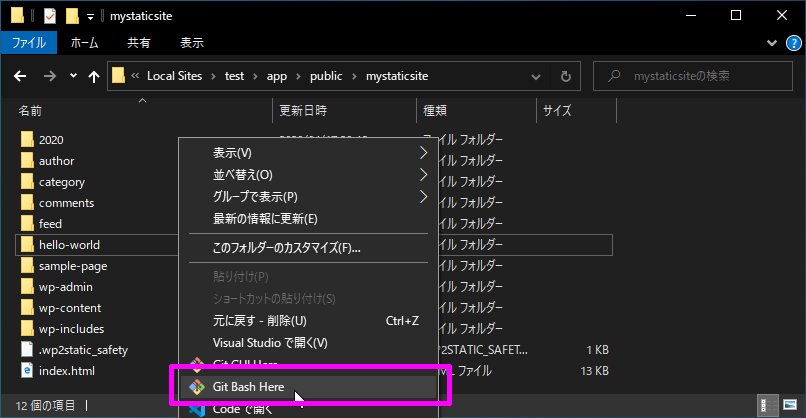 mystaticsite
ファイル ホーム 共有 表示
« Local Sites › test › app › public › mystaticsite mystaticsiteの検索
名前 更新日時 種類 サイズ
2020
author
category
comments
feed
hello-world
sample-page
wp-admin
wp-content
wp-includes
.wp2static_safety 1 KB
index.html 13 KB
表示(V)
並べ替え(O)
グループで表示(P)
最新の情報に更新(E)
このフォルダーのカスタマイズ(F)...
貼り付け(P)
ショートカットの貼り付け(S)
元に戻す - 削除(U) Ctrl+Z
Visual Studio で開く(V)
Git GUI Here
Git Bash Here
Code で開く
イル フォルダー
イル フォルダー
イル フォルダー
イル フォルダー
イル フォルダー
イル フォルダー
イル フォルダー
イル フォルダー
イル フォルダー
イル フォルダー
P2STATIC_SAFET...
ML ファイル
12 個の項目